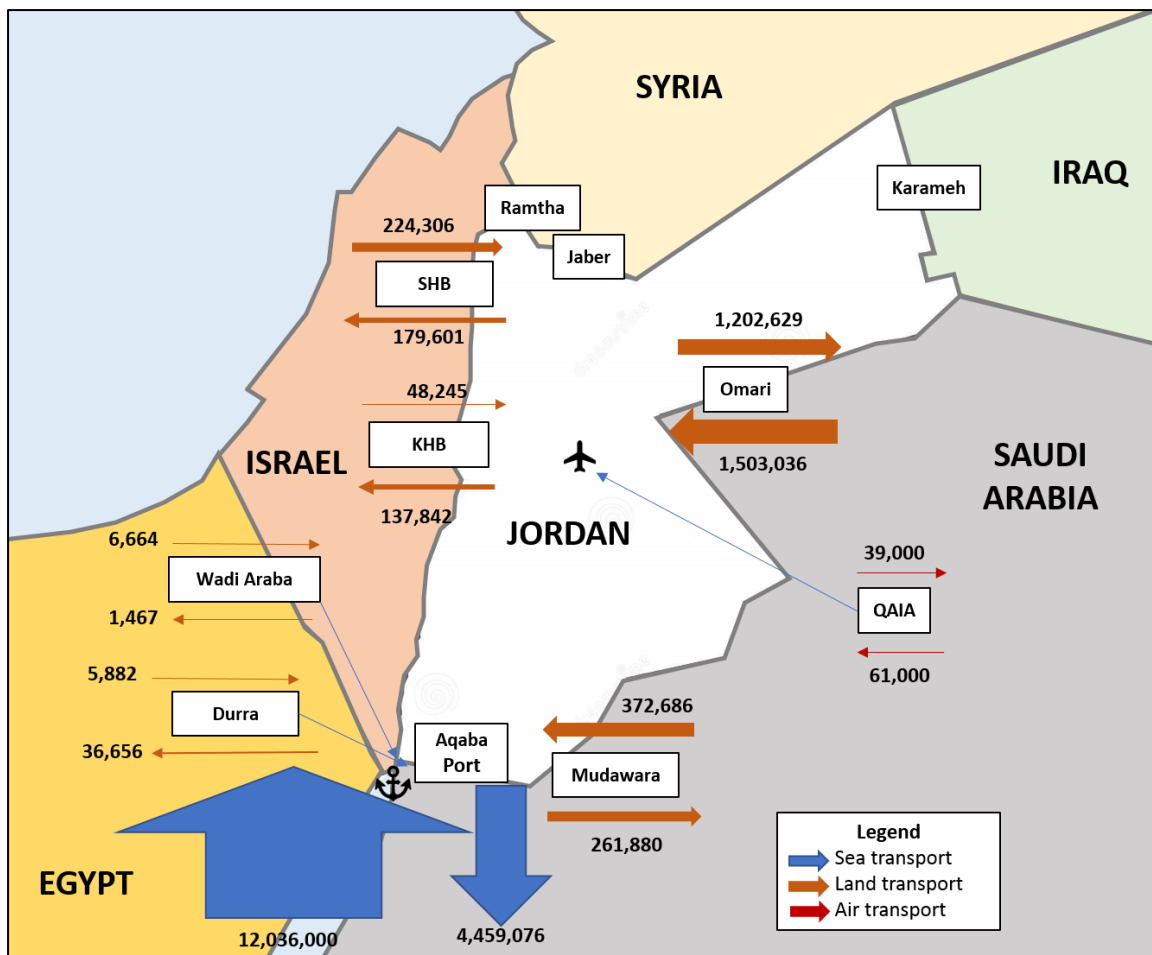 SYRIA
IRAQ
Karameh
Ramtha
224,306
Jaber
SHB
1,202,629
179,601
Omari
48,245
KHB
ISRAEL
1,503,036
SAUDI
ARABIA
137,842
JORDAN
6,664
39,000
Wadi Araba
QAIA
1,467
5,882
61,000
372,686
Durra
36,656
Aqaba
Port
Mudawara
261,880
Legend
Sea transport
Land transport
Air transport
EGYPT
12,036,000
4,459,076